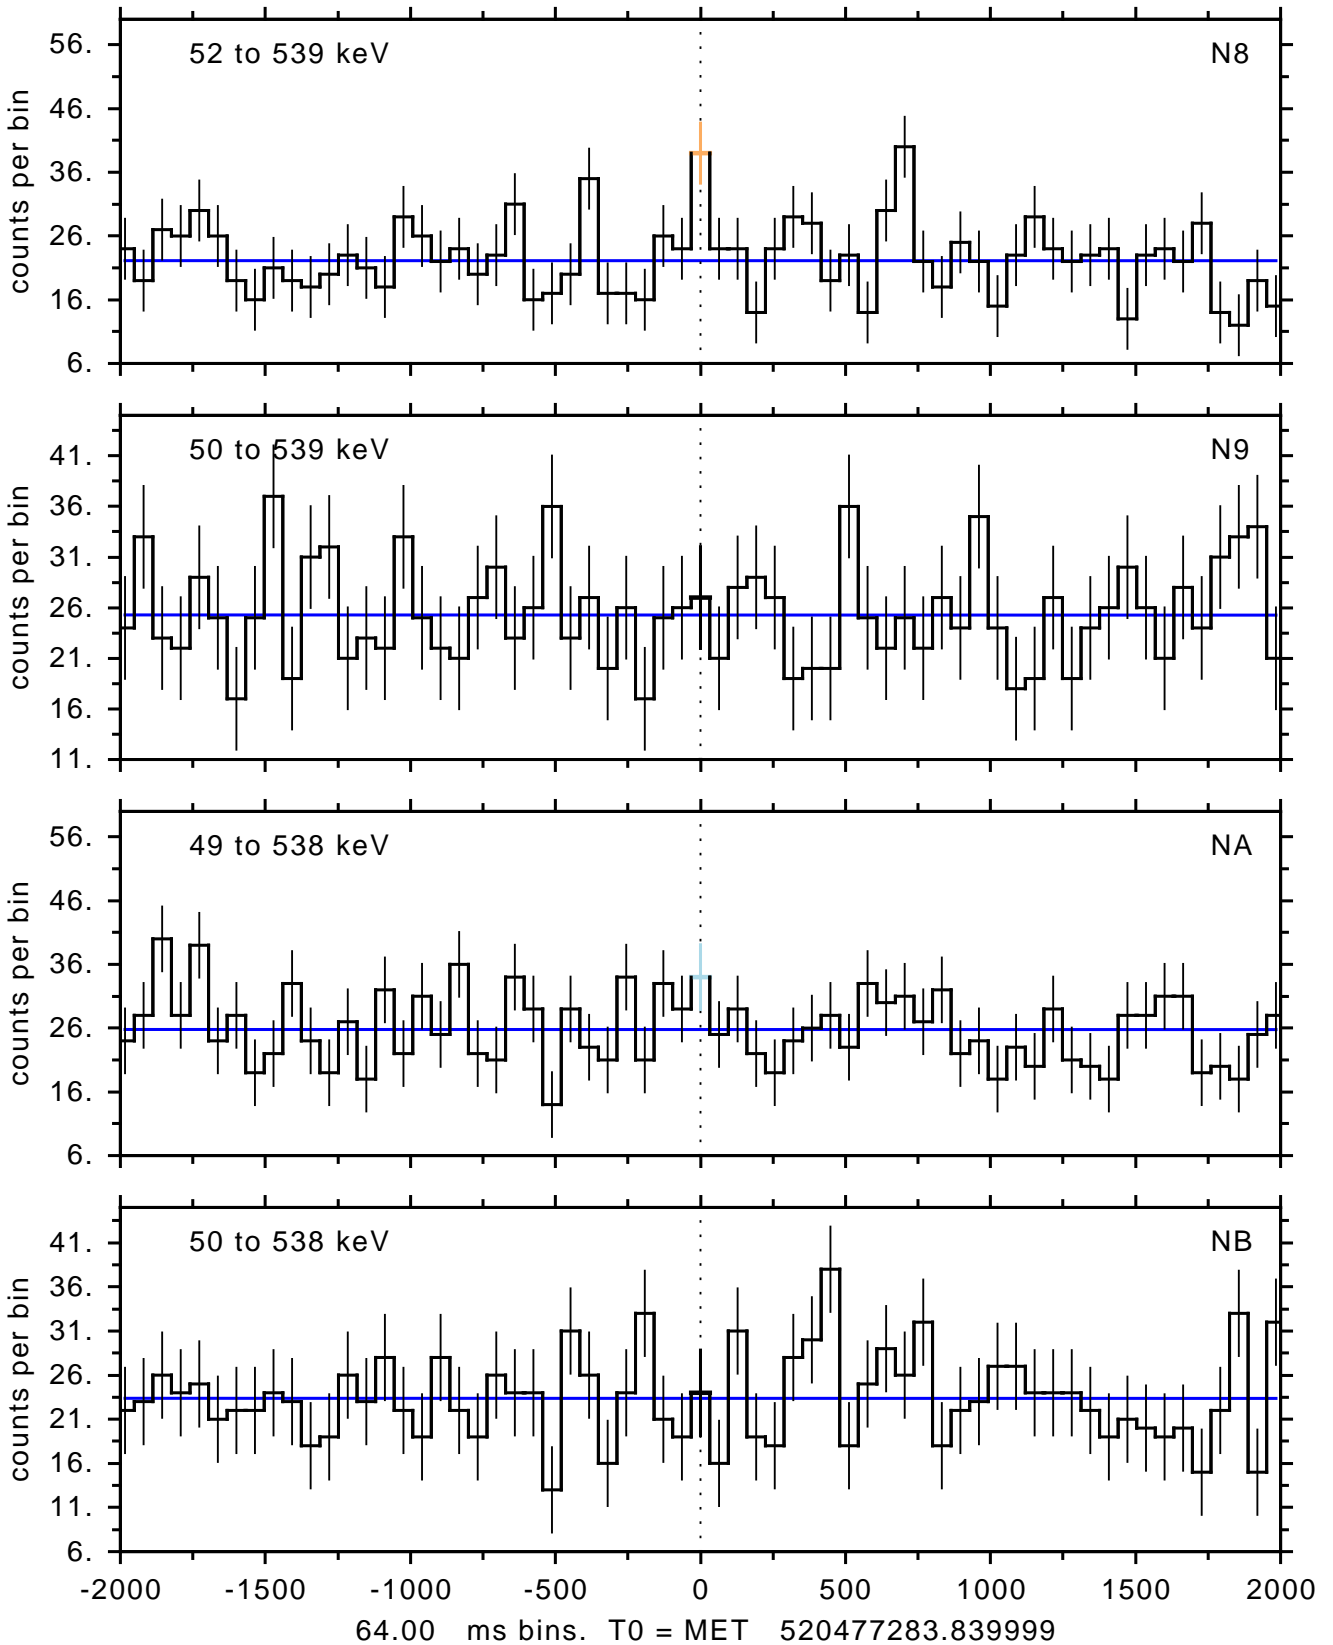 52 to 539 keV N8
56.
46.
36.
26.
16.
6.
counts per bin
50 to 539 keV N9
41.
36.
31.
26.
21.
16.
11.
counts per bin
49 to 538 keV NA
56.
46.
36.
26.
16.
6.
counts per bin
50 to 538 keV NB
41.
36.
31.
26.
21.
16.
11.
6.
counts per bin
-2000 -1500 -1000 -500 0 500 1000 1500 2000
64.00 ms bins. T0 = MET 520477283.839999